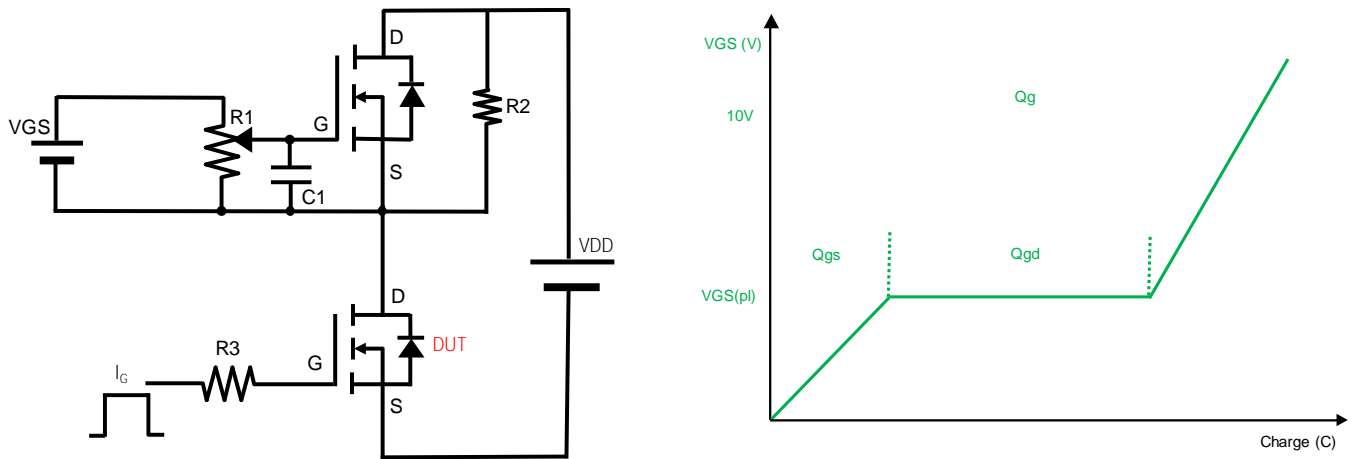 D
R1
VGS
G
R2
S
C1
VDD
D
R3
DUT
G
IG
S
VGS (V)
Qg
10V
Qgs
Qgd
VGS(pl)
Charge (C)